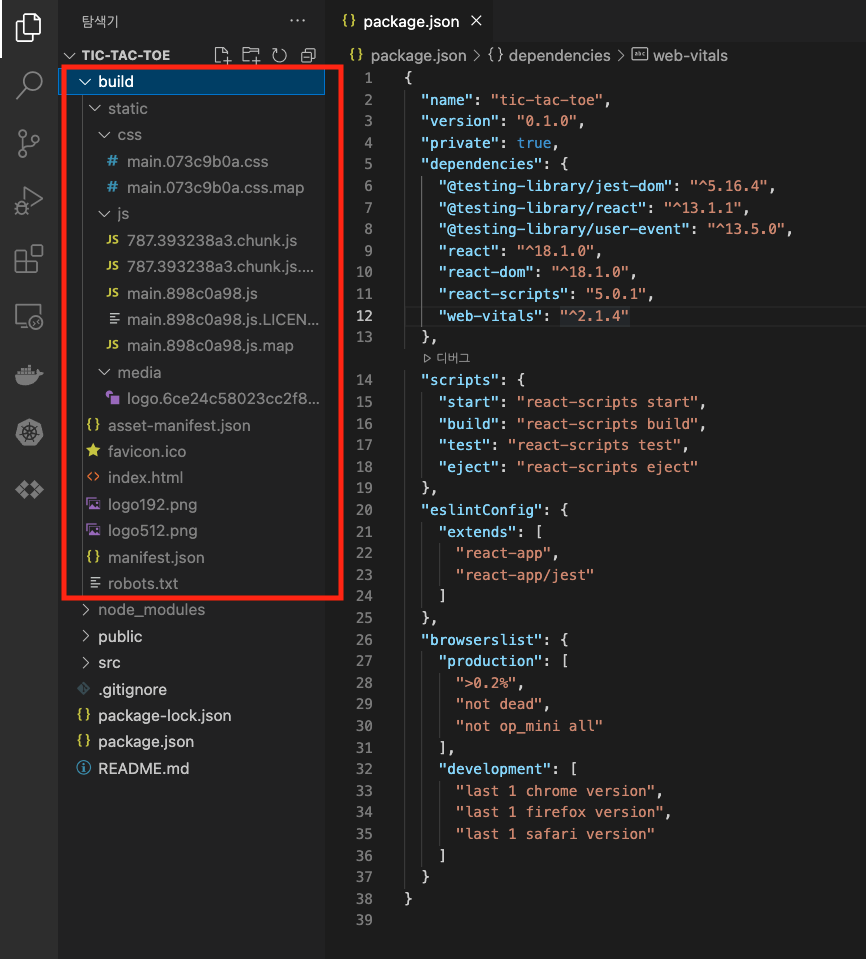 탐색기
TIC-TAC-TOE
build
static
css
main.073c9b0a.css
main.073c9b0a.css.map
js
787.393238a3.chunk.js
787.393238a3.chunk.js....
main.898c0a98.js
main.898c0a98.js.LICEN...
main.898c0a98.js.map
media
logo.6ce24c58023cc2f8...
asset-manifest.json
favicon.ico
index.html
logo192.png
logo512.png
manifest.json
robots.txt
node_modules
public
src
.gitignore
package-lock.json
package.json
README.md
{} package.json ×
{} package.json > {} dependencies > abc web-vitals
1 {
2 "name": "tic-tac-toe",
3 "version": "0.1.0",
4 "private": true,
5 "dependencies": {
6 "@testing-library/jest-dom": "^5.16.4",
7 "@testing-library/react": "^13.1.1",
8 "@testing-library/user-event": "^13.5.0",
9 "react": "^18.1.0",
10 "react-dom": "^18.1.0",
11 "react-scripts": "5.0.1",
12 "web-vitals": "^2.1.4"
13 },
▷ 디버그
14 "scripts": {
15 "start": "react-scripts start",
16 "build": "react-scripts build",
17 "test": "react-scripts test",
18 "eject": "react-scripts eject"
19 },
20 "eslintConfig": {
21 "extends": [
22 "react-app",
23 "react-app/jest"
24 ]
25 },
26 "browserslist": {
27 "production": [
28 ">0.2%",
29 "not dead",
30 "not op_mini all"
31 ],
32 "development": [
33 "last 1 chrome version",
34 "last 1 firefox version",
35 "last 1 safari version"
36 ]
37 }
38 }
39